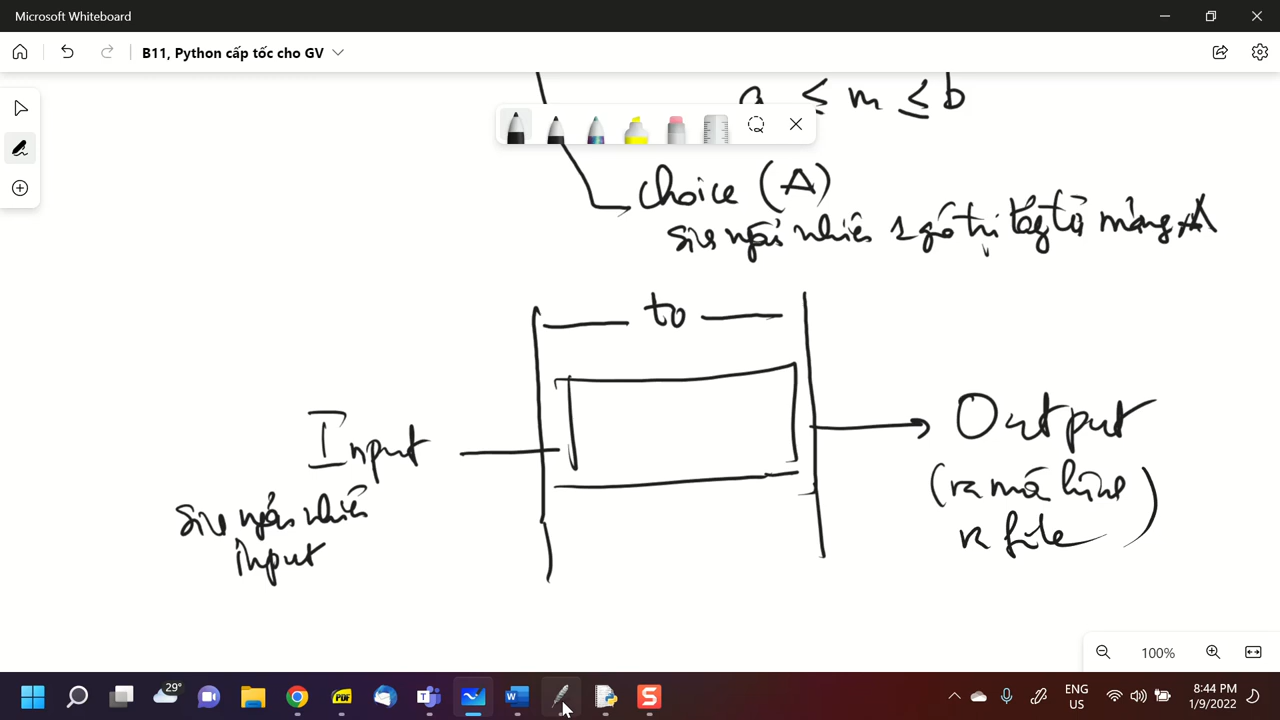 Microsoft Whiteboard
B11, Python cấp tốc cho GV
a ≤ m ≤ b
choice (A)
sinh ngẫu nhiên 1 giá trị từ mảng A
to
Input
Output
sinh ngẫu nhiên
input
(ra màn hình
ra file)
100%
29°
PDF
ENG
US
8:44 PM
1/9/2022